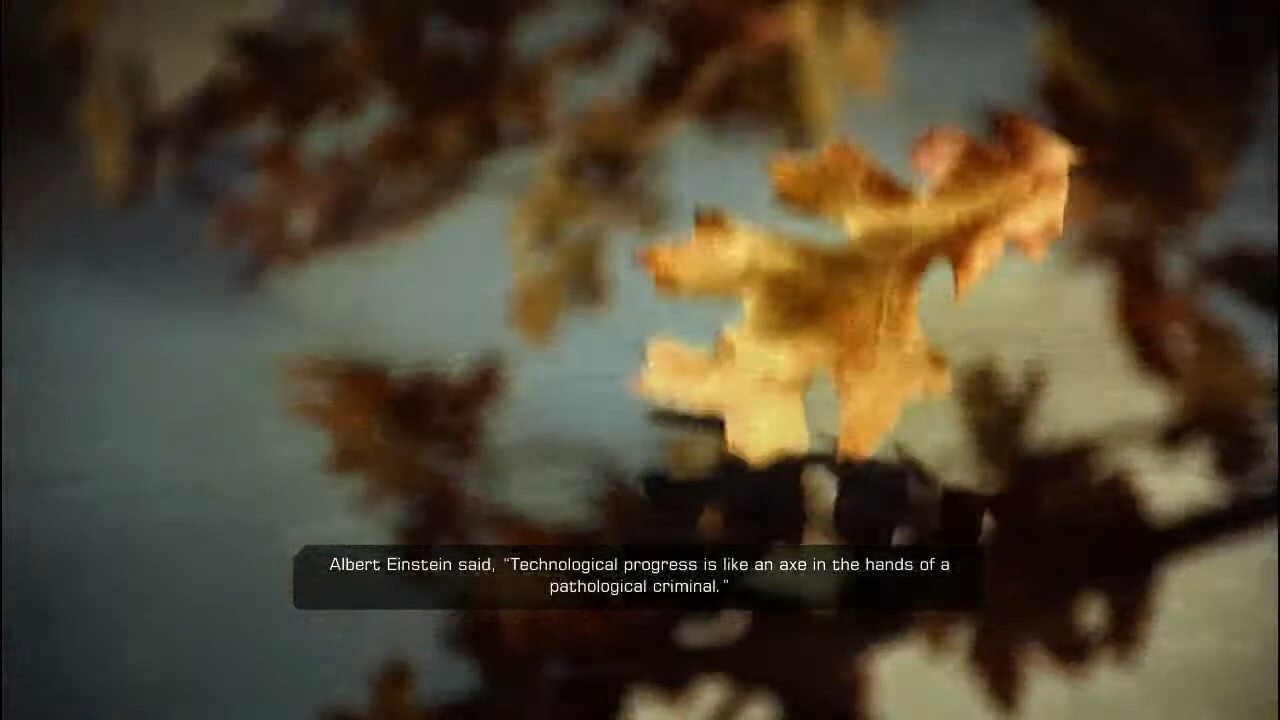 Albert Einstein said, “Technological progress is like an axe in the hands of a
pathological criminal.”